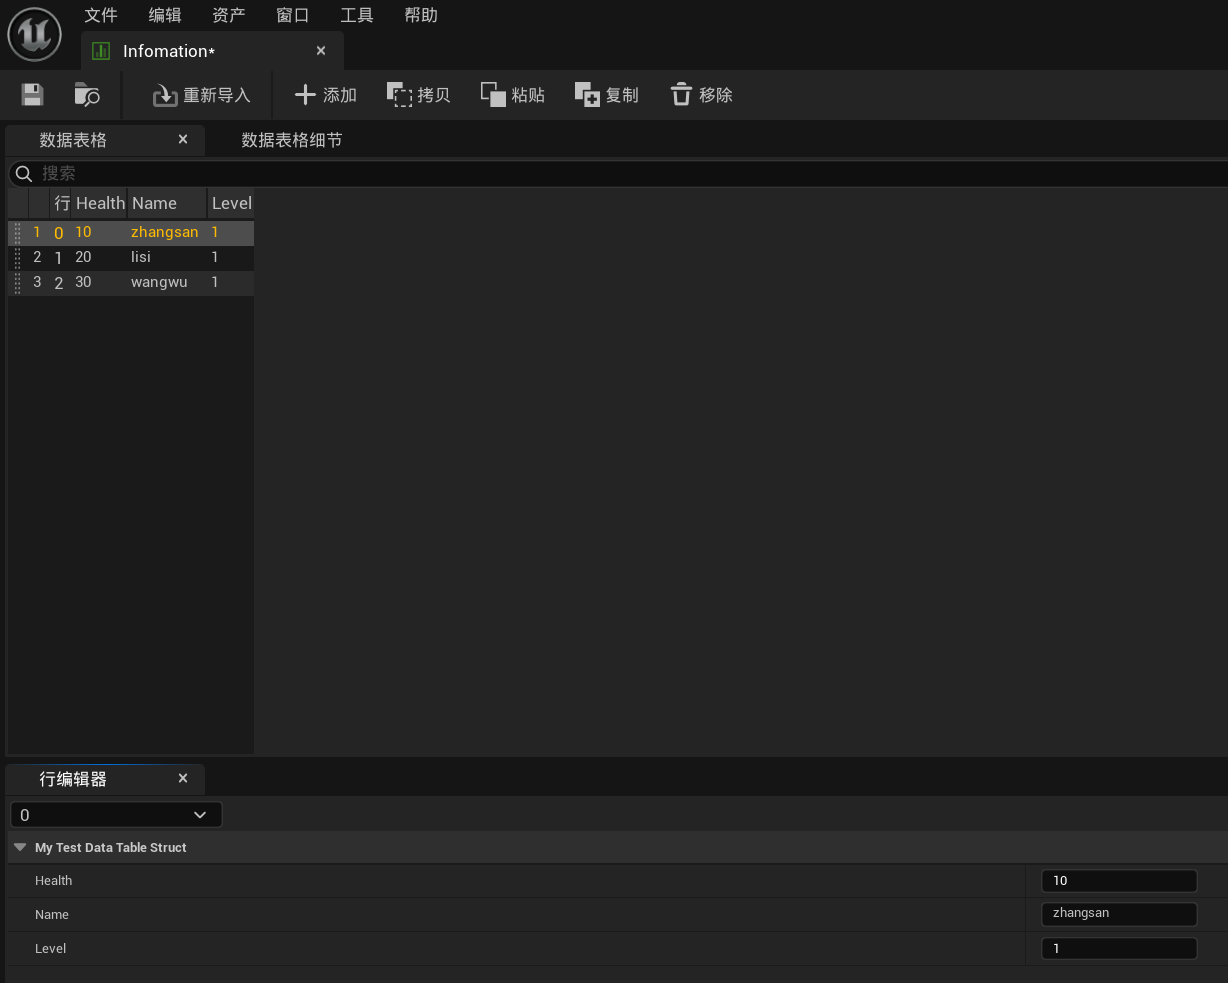 文件 编辑 资产 窗口 工具 帮助
Infomation*
重新导入 添加 拷贝 粘贴 复制 移除
数据表格 数据表格细节
搜索
行 Health Name Level
1 0 10 zhangsan 1
2 1 20 lisi 1
3 2 30 wangwu 1
行编辑器
0
My Test Data Table Struct
Health 10
Name zhangsan
Level 1